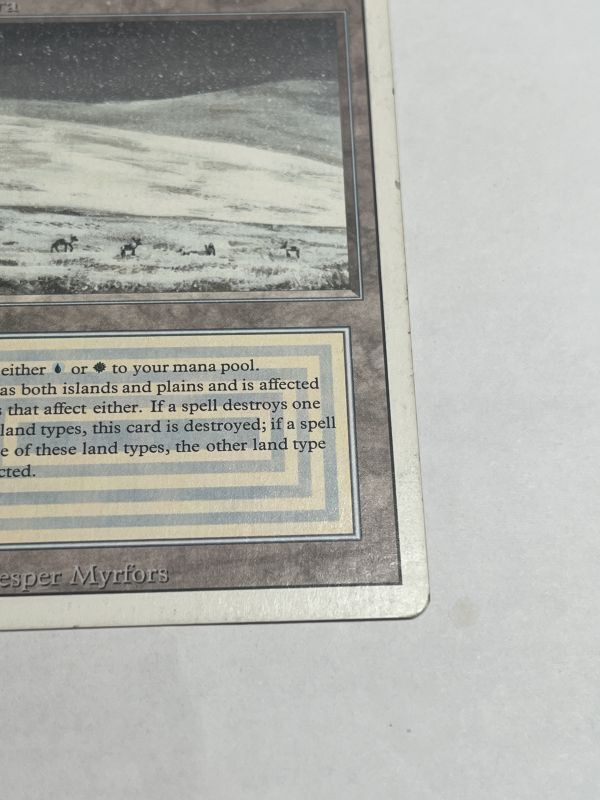 ra
either or to your mana pool.
as both islands and plains and is affected
s that affect either. If a spell destroys one
land types, this card is destroyed; if a spell
e of these land types, the other land type
cted.
esper Myrfors